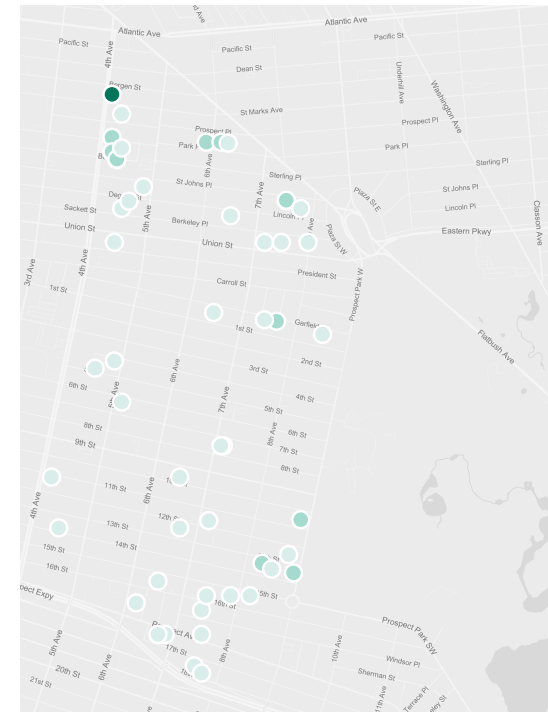 Atlantic Ave
Atlantic Ave
Pacific St
4th Ave
Pacific St
Pacific St
Dean St
Underhill Ave
Washington Ave
Bergen St
St Marks Ave
Prospect Pl
Prospect Pl
Park
6th Ave
Park Pl
Sterling Pl
Sterling Pl
St Johns Pl
7th Ave
Plaza St E
St Johns Pl
Lincoln
Lincoln Pl
Classon Ave
Sackett St
5th Ave
Berkeley Pl
Ave
Plaza St W
Eastern Pkwy
Union St
Union St
3rd Ave
4th Ave
President St
Carroll St
Prospect Park W
1st St
1st St
Garfield
Flatbush Ave
2nd St
3rd St
6th Ave
6th St
4th St
7th Ave
5th St
8th Ave
6th St
8th St
7th St
9th St
8th St
11th St
6th Ave
4th Ave
12th
13th St
14th St
15th St
16th St
15th St
16th St
pect Expy
Prospect Park SW
17th St
8th Ave
10th Ave
5th Ave
6th Ave
Windsor Pl
20th St
Sherman St
21st St
11th Ave
Terrace Pl